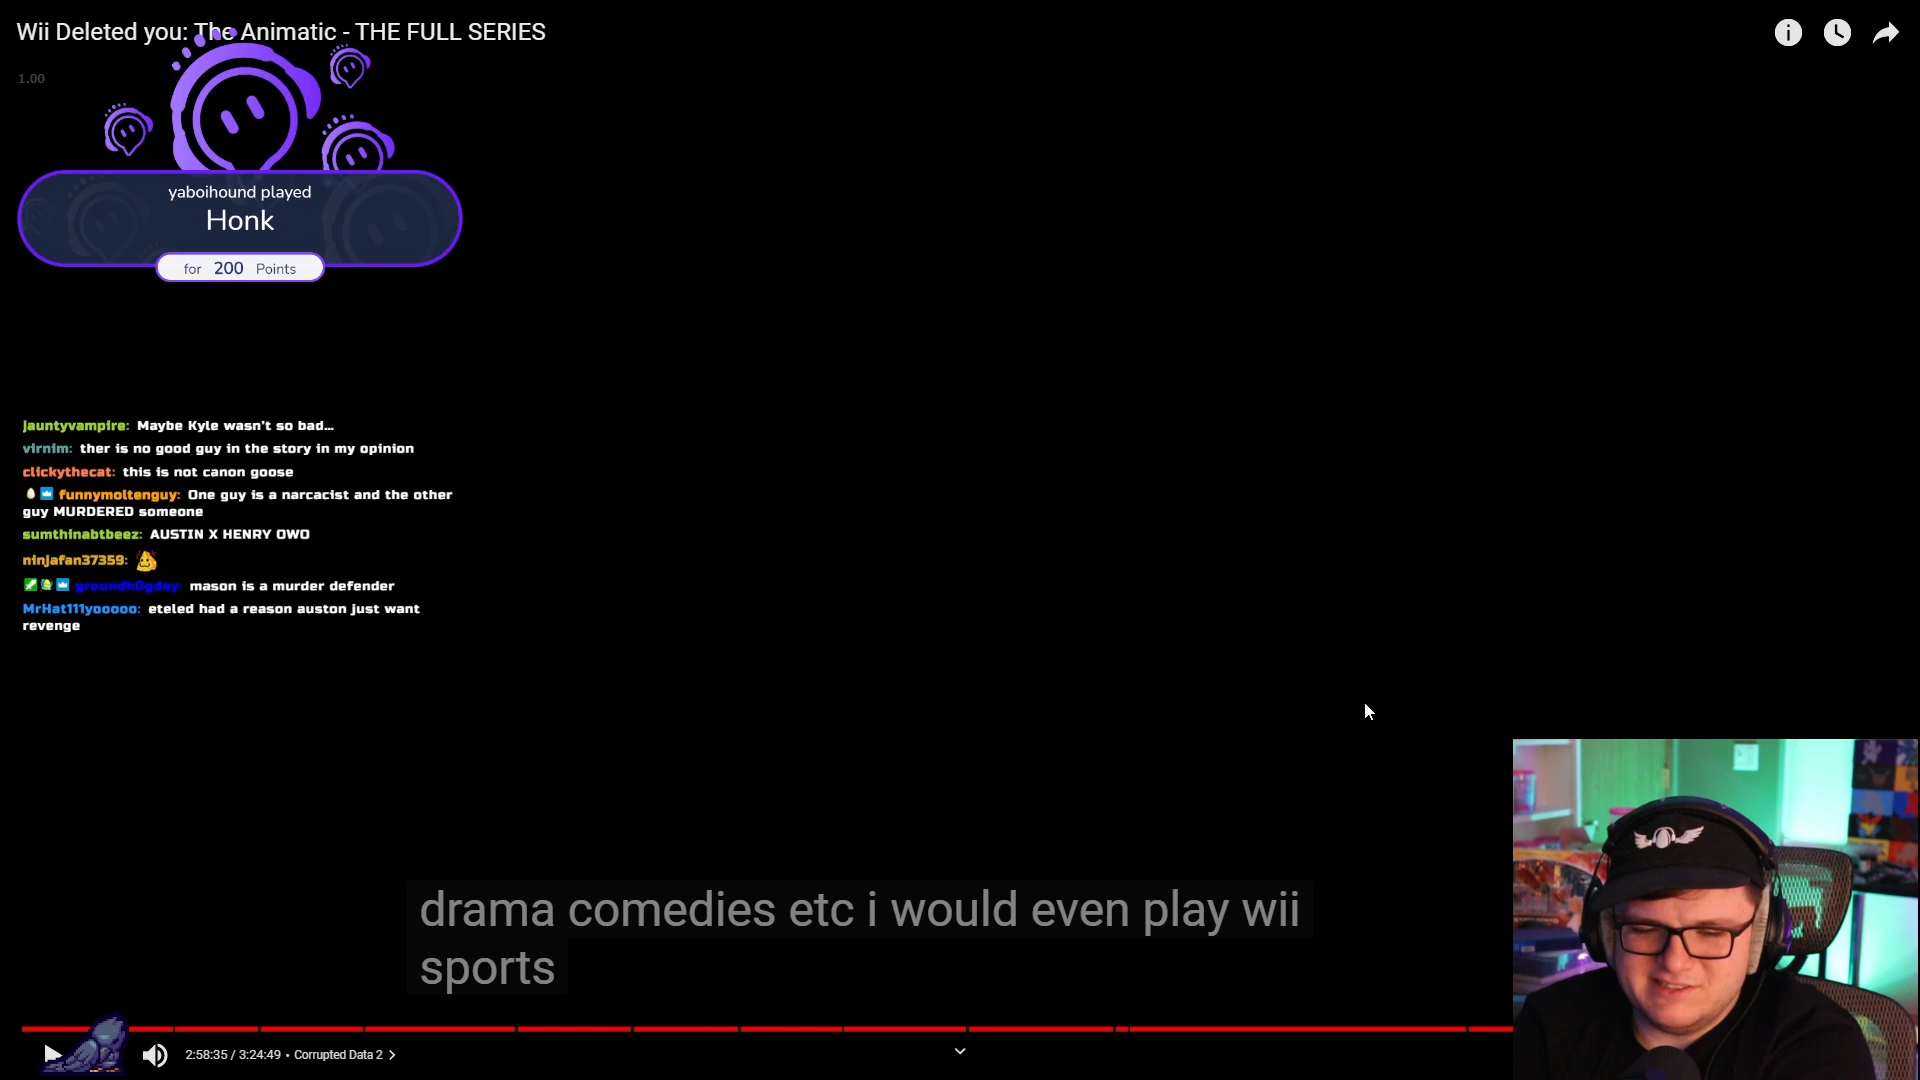 Wii Deleted you: The Animatic - THE FULL SERIES
1.00
yaboihound played
Honk
for 200 Points
jauntyvampire: Maybe Kyle wasn't so bad...
virnim: ther is no good guy in the story in my opinion
clickythecat: this is not canon goose
funnymoltenguy: One guy is a narcacist and the other
guy MURDERED someone
sumthinabtbeez: AUSTIN X HENRY OWO
ninjafan37359:
groundh0gday: mason is a murder defender
MrHat111yooooo: eteled had a reason auston just want
revenge
drama comedies etc i would even play wii
sports
2:58:35 / 3:24:49 • Corrupted Data 2